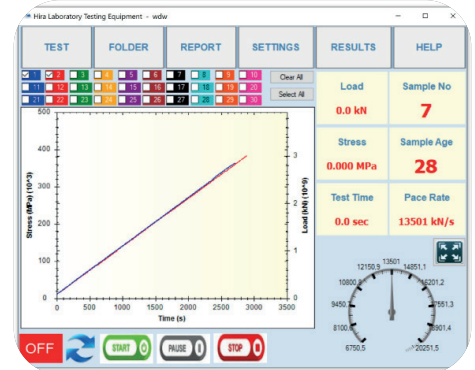 Hira Laboratory Testing Equipment - wdw
TEST FOLDER REPORT SETTINGS RESULTS HELP
1 2 3 4 5 6 7 8 9 10 Clear All
11 12 13 14 15 16 17 18 19 20
21 22 23 24 25 26 27 28 29 30 Select All
Load Sample No
0.0 kN 7
Stress Sample Age
0.000 MPa 28
Test Time Pace Rate
0.0 sec 13501 kN/s
Stress (MPa) (10^3)
500
400
300
200
100
0
Load (kN) (10^9)
3
2
1
0
0 500 1000 1500 2000 2500 3000 3500
Time (s)
12150,9 13501 14851,1
10800, 16201,2
9450, 17551,3
8100, 18901,4
6750,5 20251,5
OFF START PAUSE STOP